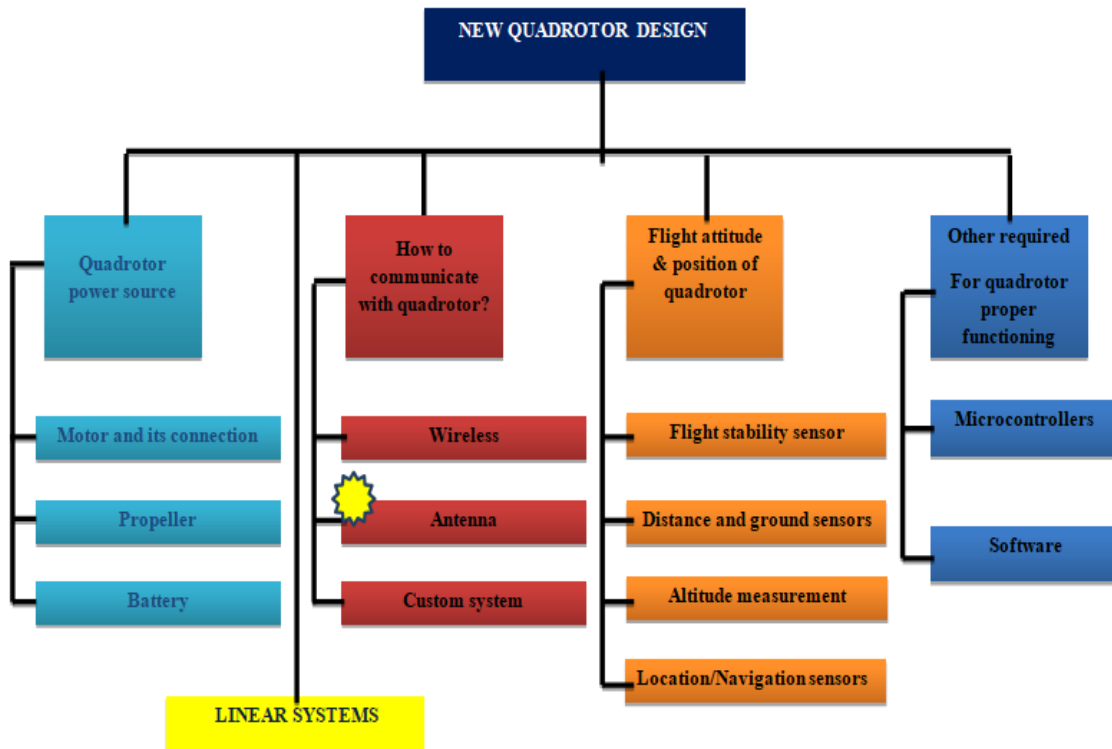 NEW QUADROTOR DESIGN
Quadrotor
power source
Motor and its connection
Propeller
Battery
LINEAR SYSTEMS
How to
communicate
with quadrotor?
Wireless
Antenna
Custom system
Flight attitude
& position of
quadrotor
Flight stability sensor
Distance and ground sensors
Altitude measurement
Location/Navigation sensors
Other required
For quadrotor
proper
functioning
Microcontrollers
Software